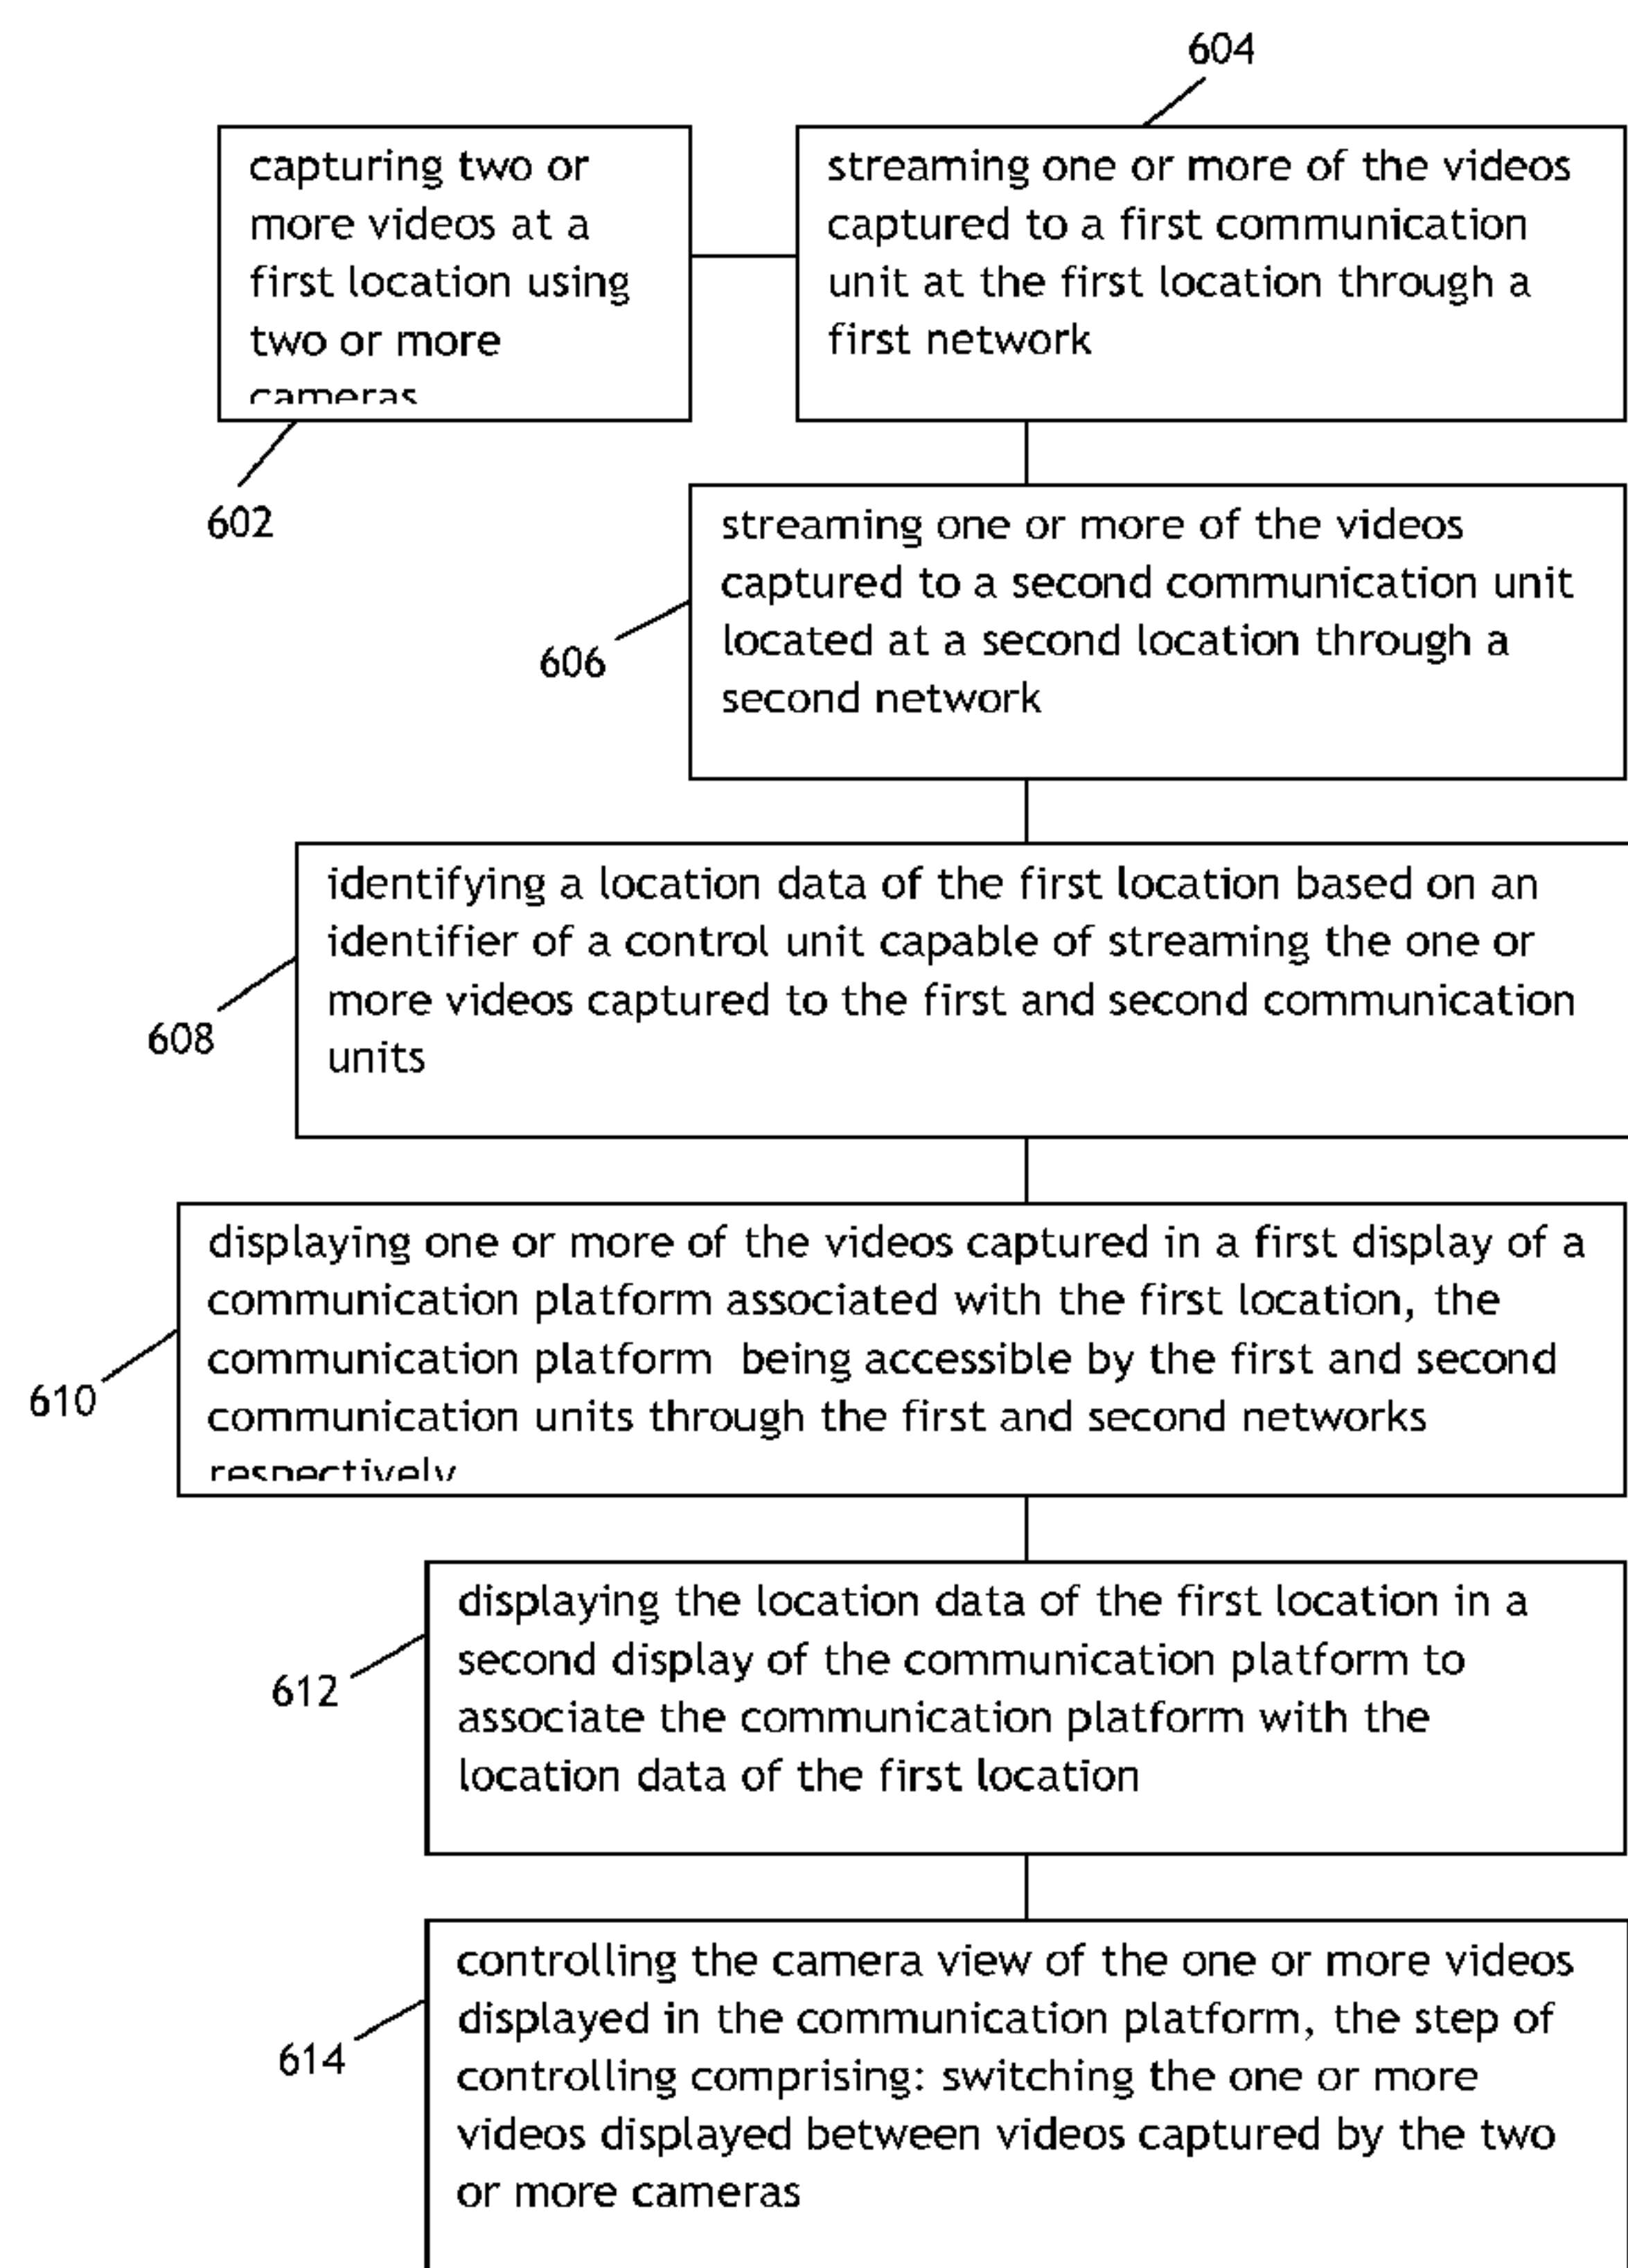 604
capturing two or
more videos at a
first location using
two or more
cameras
streaming one or more of the videos
captured to a first communication
unit at the first location through a
first network
602
streaming one or more of the videos
captured to a second communication unit
located at a second location through a
second network
606
identifying a location data of the first location based on an
identifier of a control unit capable of streaming the one or
more videos captured to the first and second communication
units
608
displaying one or more of the videos captured in a first display of a
communication platform associated with the first location, the
communication platform  being accessible by the first and second
communication units through the first and second networks
respectively
610
displaying the location data of the first location in a
second display of the communication platform to
associate the communication platform with the
location data of the first location
612
controlling the camera view of the one or more videos
displayed in the communication platform, the step of
controlling comprising: switching the one or more
videos displayed between videos captured by the two
or more cameras
614